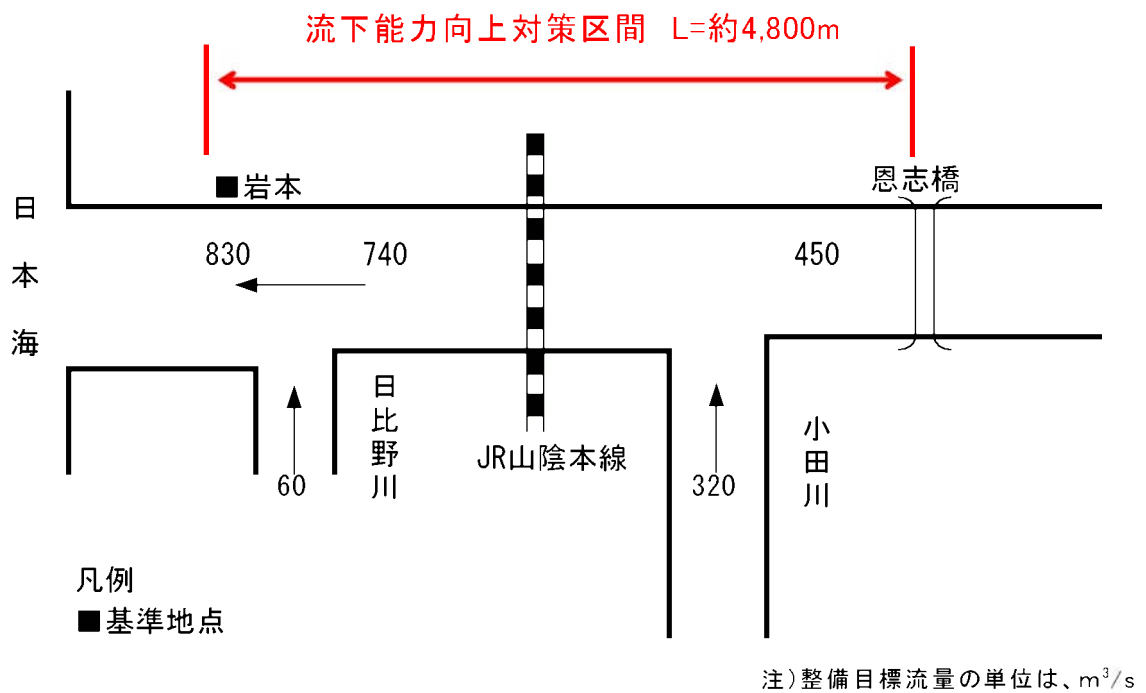 流下能力向上対策区間 L=約4,800m
■岩本
恩志橋
日本海
830
740
450
日比野川
JR山陰本線
小田川
60
320
凡例
■基準地点
注)整備目標流量の単位は、m³/s